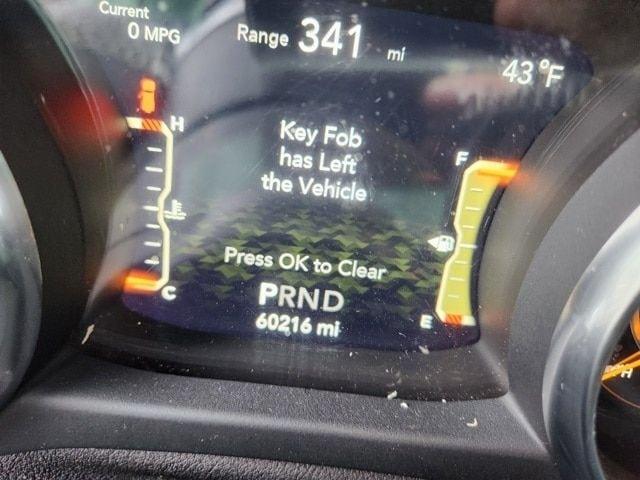 Current
0 MPG
Range 341 mi
43 °F
H
Key Fob
has Left
the Vehicle
F
Press OK to Clear
C
PRND
E
60216 mi
H